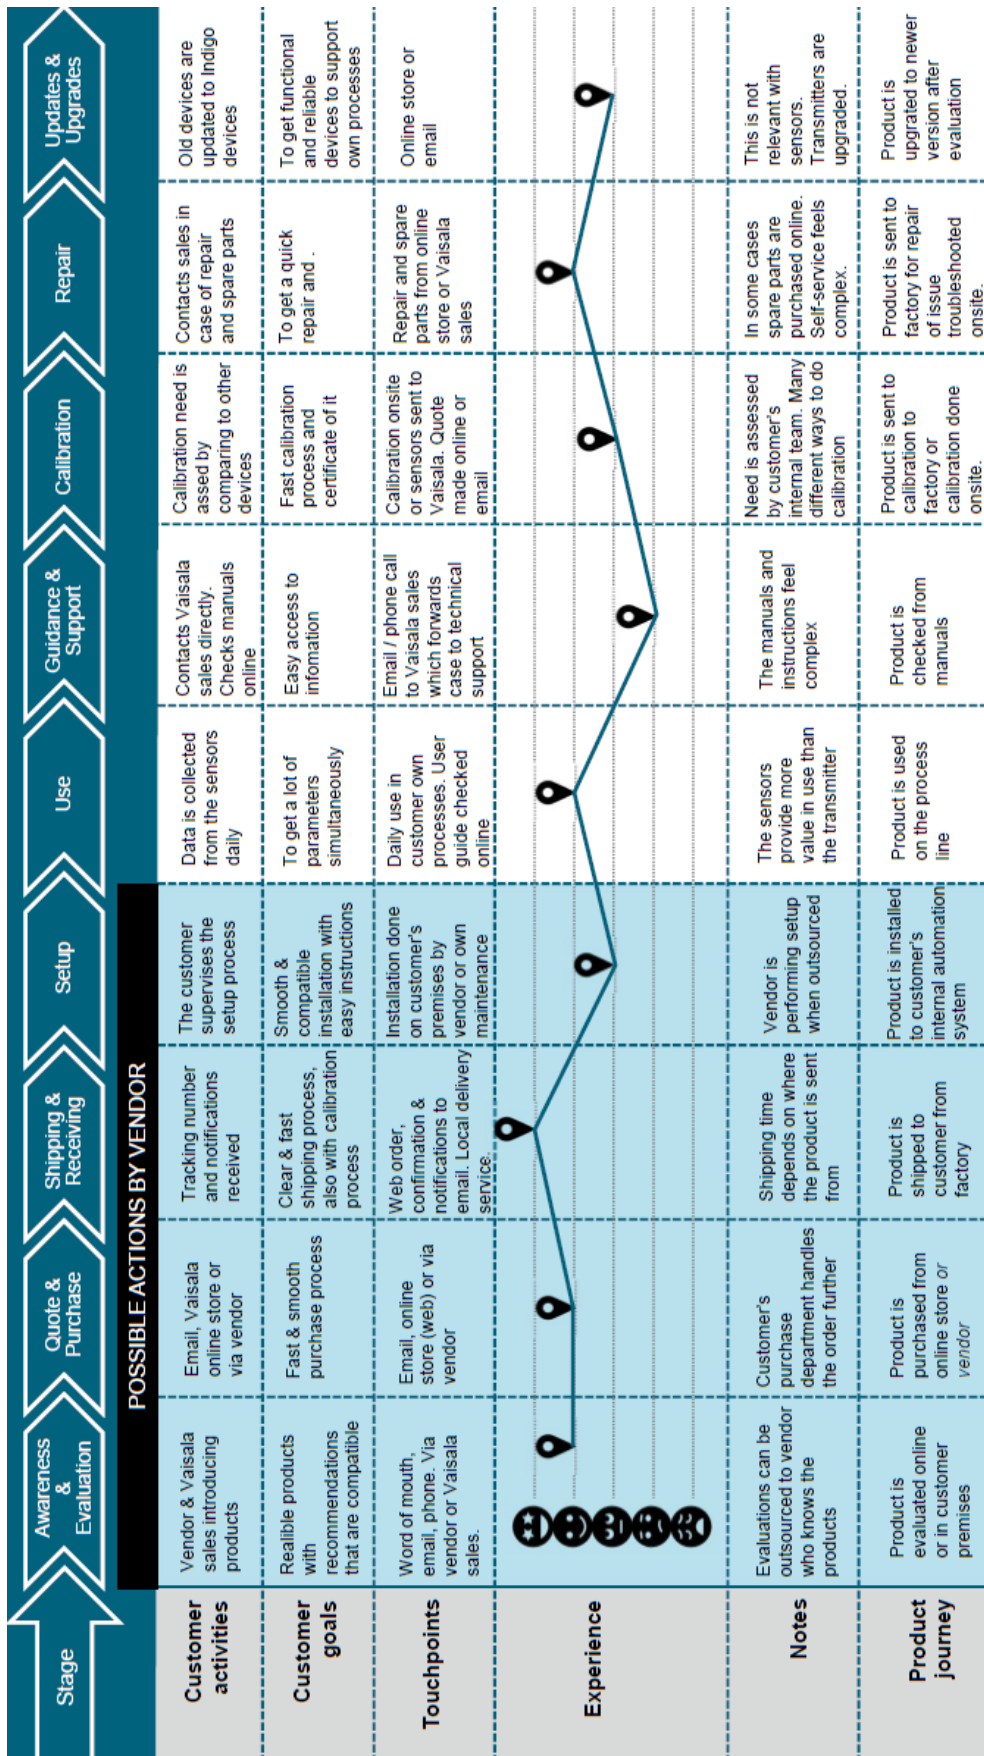 Stage
Awareness
&
Evaluation
Quote &
Purchase
Shipping &
Receiving
Setup
Use
Guidance &
Support
Calibration
Repair
Updates &
Upgrades
POSSIBLE ACTIONS BY VENDOR
Customer
activities
Vendor & Vaisala
sales introducing
products
Email, Vaisala
online store or
via vendor
Tracking number
and notifications
received
The customer
supervises the
setup process
Data is collected
from the sensors
daily
Contacts Vaisala
sales directly.
Checks manuals
online
Calibration need is
assed by
comparing to other
devices
Contacts sales in
case of repair
and spare parts
Old devices are
updated to Indigo
devices
Customer
goals
Realible products
with
recommendations
that are compatible
Fast & smooth
purchase process
Clear & fast
shipping process,
also with calibration
process
Smooth &
compatible
installation with
easy instructions
To get a lot of
parameters
simultaneously
Easy access to
infomation
Fast calibration
process and
certificate of it
To get a quick
repair and .
To get functional
and reliable
devices to support
own processes
Touchpoints
Word of mouth,
email, phone. Via
vendor or Vaisala
sales.
Email, online
store (web) or via
vendor
Web order,
confirmation &
notifications to
email. Local delivery
service.
Installation done
on customer's
premises by
vendor or own
maintenance
Daily use in
customer own
processes. User
guide checked
online
Email / phone call
to Vaisala sales
which forwards
case to technical
support
Calibration onsite
or sensors sent to
Vaisala. Quote
made online or
email
Repair and spare
parts from online
store or Vaisala
sales
Online store or
email
Experience
Notes
Evaluations can be
outsourced to vendor
who knows the
products
Customer's
purchase
department handles
the order further
Shipping time
depends on where
the product is sent
from
Vendor is
performing setup
when outsourced
The sensors
provide more
value in use than
the transmitter
The manuals and
instructions feel
complex
Need is assessed
by customer's
internal team. Many
different ways to do
calibration
In some cases
spare parts are
purchased online.
Self-service feels
complex.
This is not
relevant with
sensors.
Transmitters are
upgraded.
Product
journey
Product is
evaluated online
or in customer
premises
Product is
purchased from
online store or
vendor
Product is
shipped to
customer from
factory
Product is installed
to customer's
internal automation
system
Product is used
on the process
line
Product is
checked from
manuals
Product is sent to
calibration to
factory or
calibration done
onsite.
Product is sent to
factory for repair
of issue
troubleshooted
onsite.
Product is
upgrated to newer
version after
evaluation